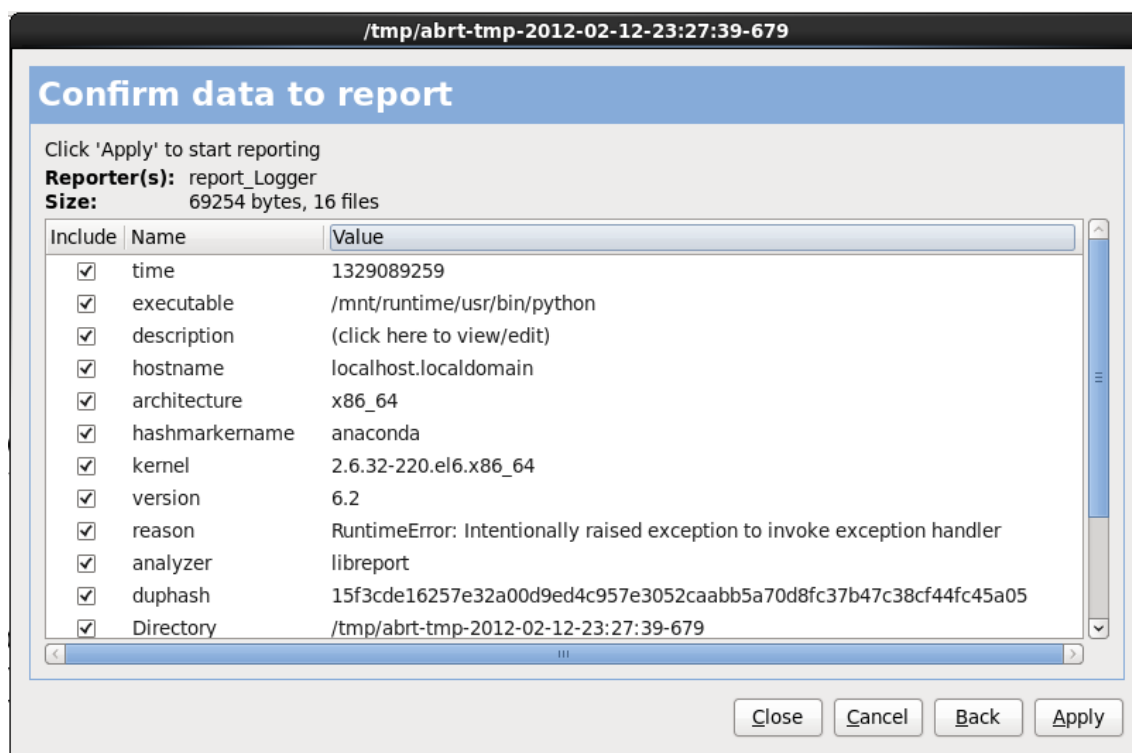 /tmp/abrt-tmp-2012-02-12-23:27:39-679
Confirm data to report
Click 'Apply' to start reporting
Reporter(s): report_Logger
Size: 69254 bytes, 16 files
Include Name Value
time 1329089259
executable /mnt/runtime/usr/bin/python
description (click here to view/edit)
hostname localhost.localdomain
architecture x86_64
hashmarkername anaconda
kernel 2.6.32-220.el6.x86_64
version 6.2
reason RuntimeError: Intentionally raised exception to invoke exception handler
analyzer libreport
duphash 15f3cde16257e32a00d9ed4c957e3052caabb5a70d8fc37b47c38cf44fc45a05
Directory /tmp/abrt-tmp-2012-02-12-23:27:39-679
Close Cancel Back Apply